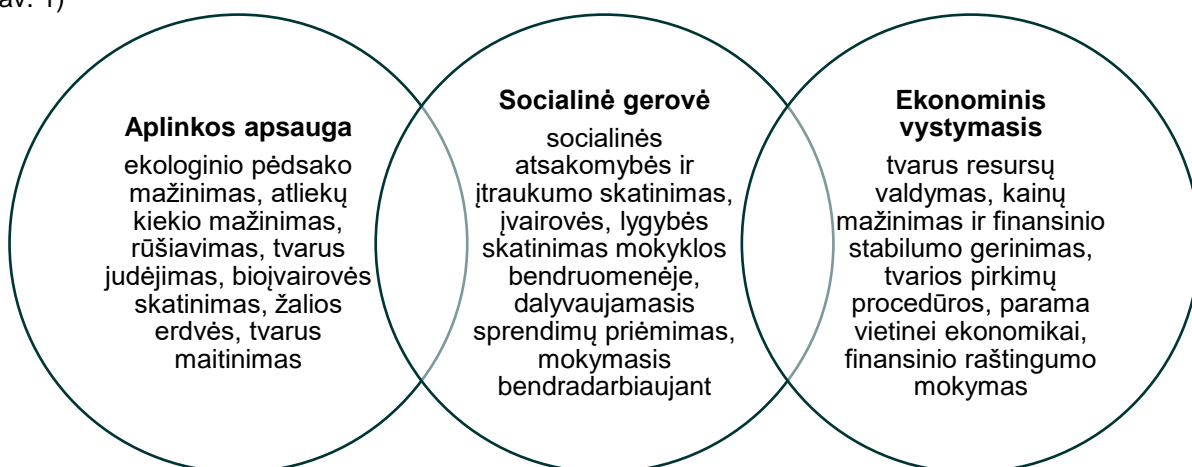 av. 1)
Aplinkos apsauga
ekologinio pėdsako
mažinimas, atliekų
kiekio mažinimas,
rūšiavimas, tvarus
judėjimas, bioįvairovės
skatinimas, žalios
erdvės, tvarus
maitinimas
Socialinė gerovė
socialinės
atsakomybės ir
įtraukumo skatinimas,
įvairovės, lygybės
skatinimas mokyklos
bendruomenėje,
dalyvaujamasis
sprendimų priėmimas,
mokymasis
bendradarbiaujant
Ekonominis
vystymasis
tvarus resursų
valdymas, kainų
mažinimas ir finansinio
stabilumo gerinimas,
tvarios pirkimų
procedūros, parama
vietinei ekonomikai,
finansinio raštingumo
mokymas